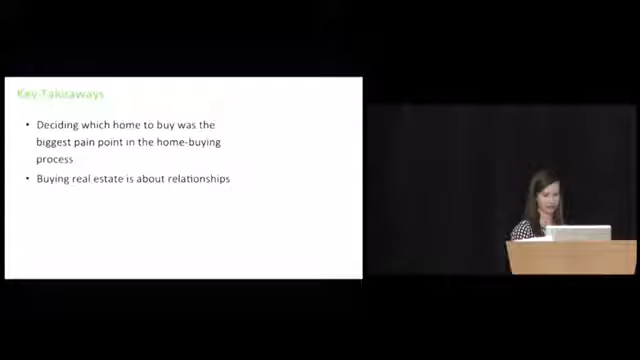 Key Takeaways
• Deciding which home to buy was the
biggest pain point in the home-buying
process
• Buying real estate is about relationships